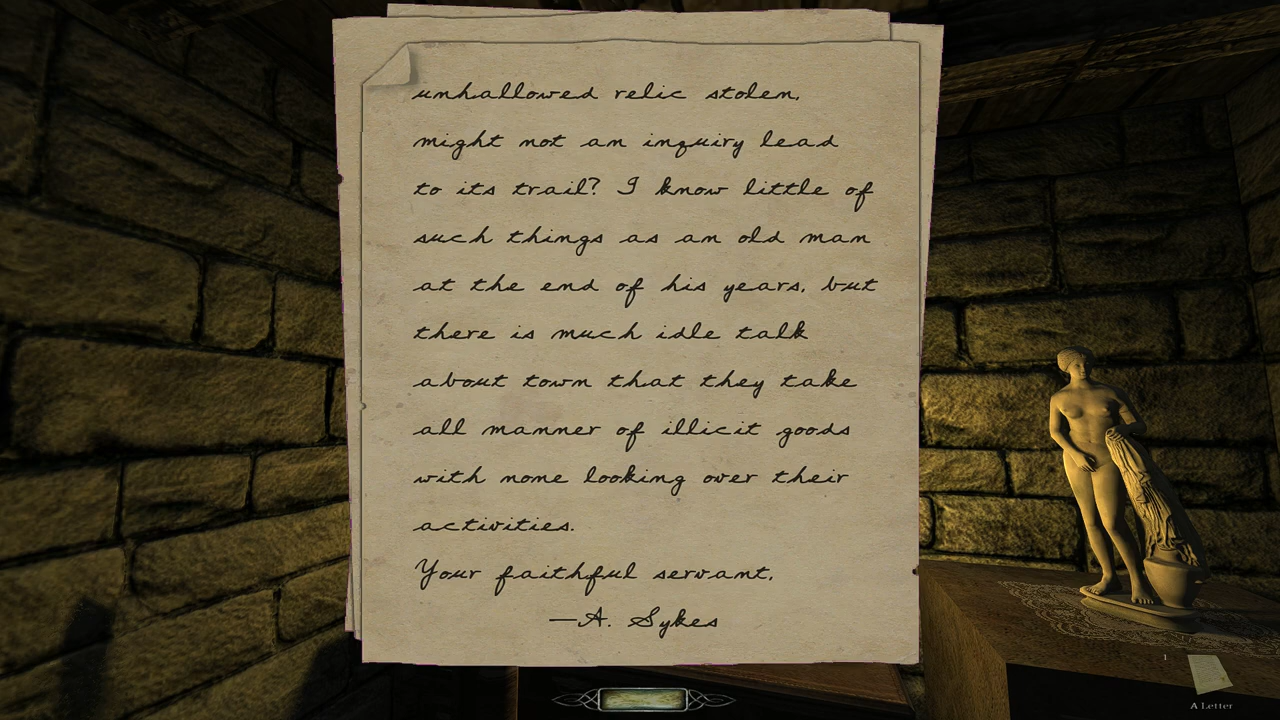 unhallowed relic stolen,
might not an inquiry lead
to its trail? I know little of
such things as an old man
at the end of his years, but
there is much idle talk
about town that they take
all manner of illicit goods
with none looking over their
activities.
Your faithful servant,
—A. Sykes
1
A Letter